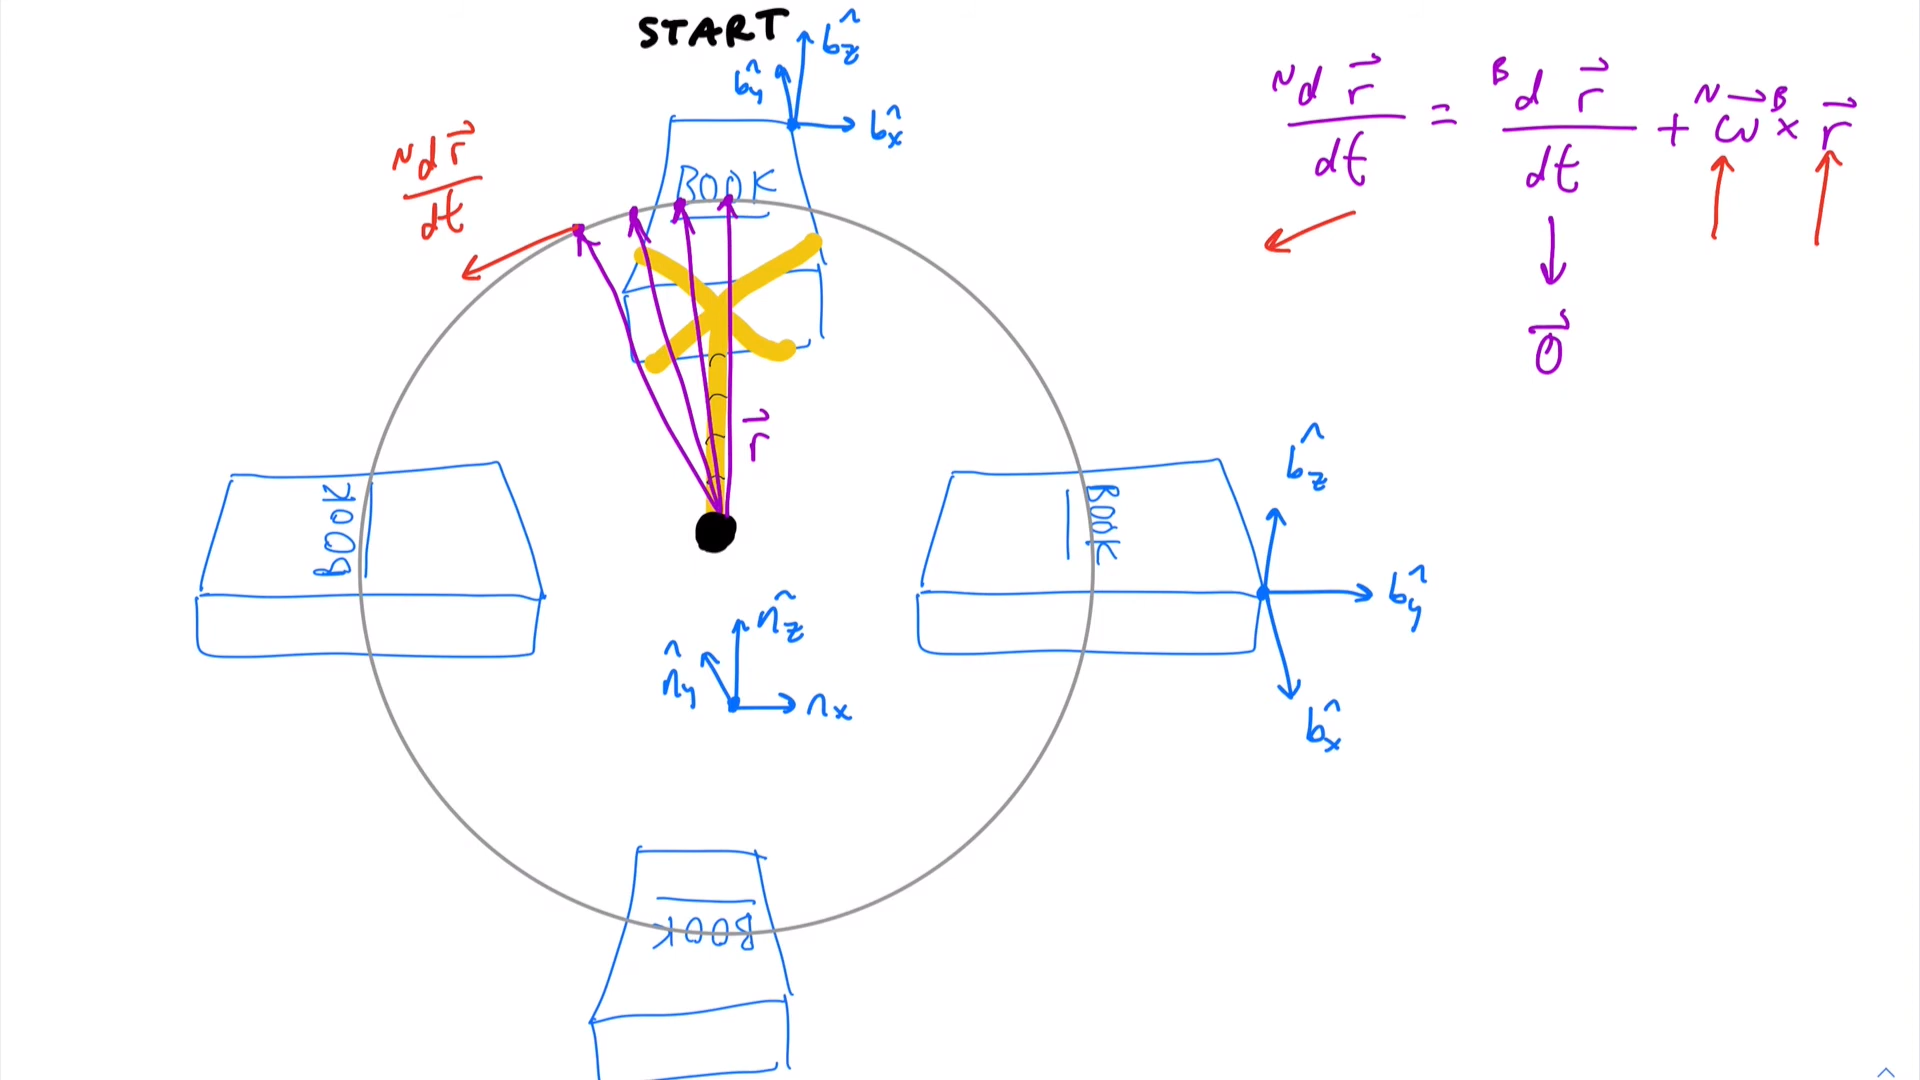 START
b̂z
b̂y
b̂x
ᴺd r⃗ / dt = ᴮd r⃗ / dt + ᴺω⃗ᴮ × r⃗
0⃗
ᴺd r⃗ / dt
BOOK
r⃗
BOOK
BOOK
b̂z
b̂y
b̂x
n̂z
n̂y
nx
BOOK